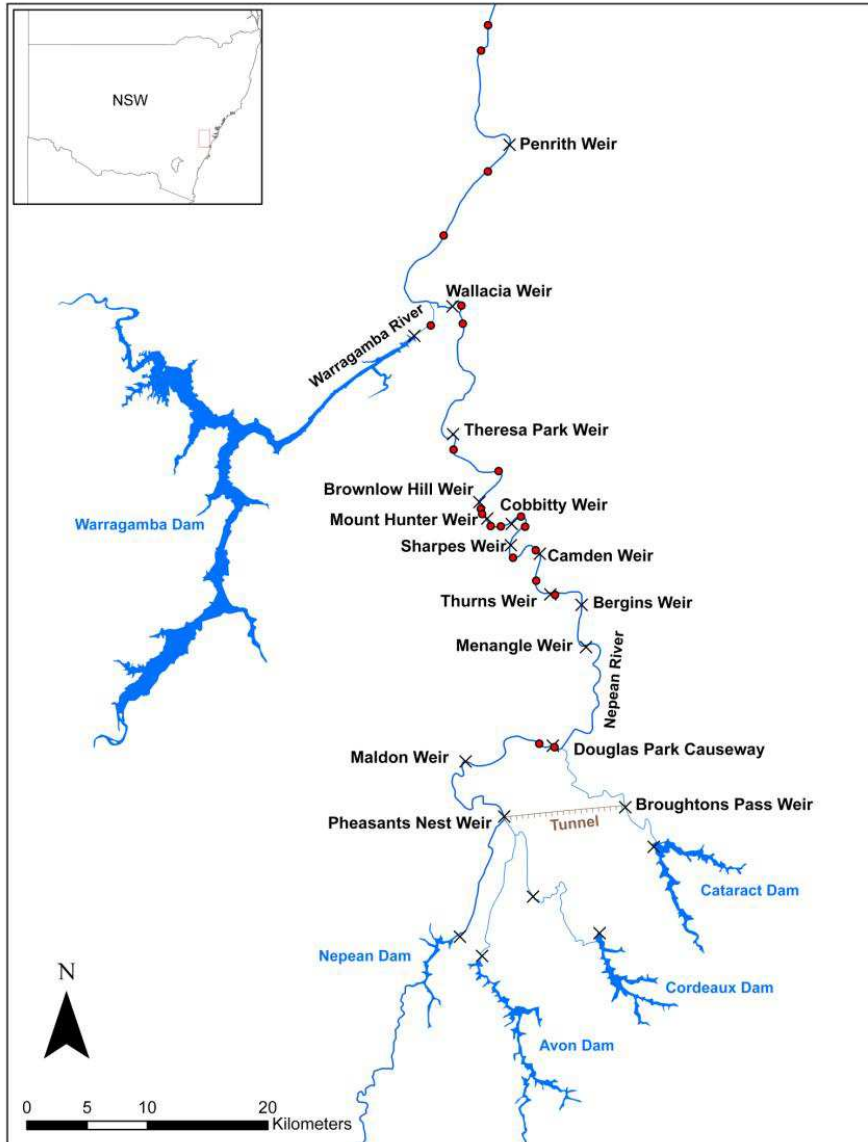 NSW
Penrith Weir
Wallacia Weir
Warragamba River
Theresa Park Weir
Brownlow Hill Weir
Cobbitty Weir
Mount Hunter Weir
Warragamba Dam
Sharpes Weir
Camden Weir
Thurns Weir
Bergins Weir
Menangle Weir
Nepean River
Douglas Park Causeway
Maldon Weir
Broughtons Pass Weir
Pheasants Nest Weir
Tunnel
Cataract Dam
Nepean Dam
Cordeaux Dam
N
Avon Dam
0 5 10 20
Kilometers